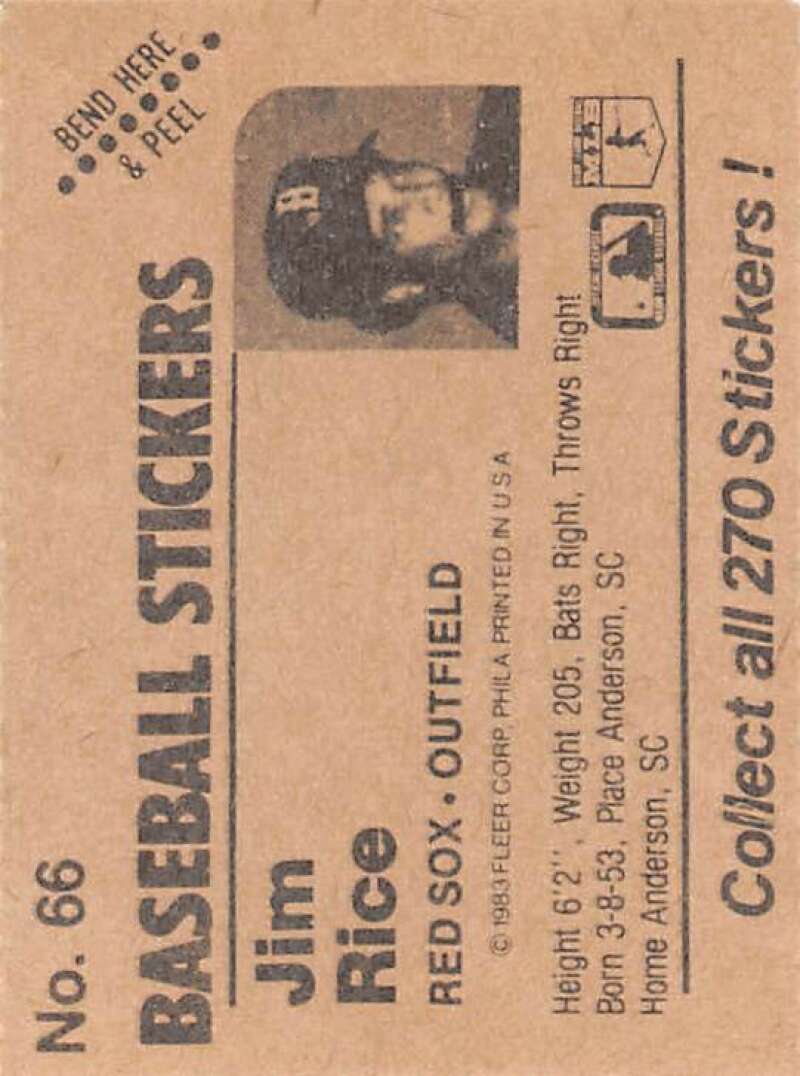 No. 66
BEND HERE
& PEEL
BASEBALL STICKERS
Jim
Rice
RED SOX • OUTFIELD
© 1983 FLEER CORP, PHILA PRINTED IN USA
Height 6'2'', Weight 205, Bats Right, Throws Right
Born 3-8-53, Place Anderson, SC
Home Anderson, SC
B
Collect all 270 Stickers!